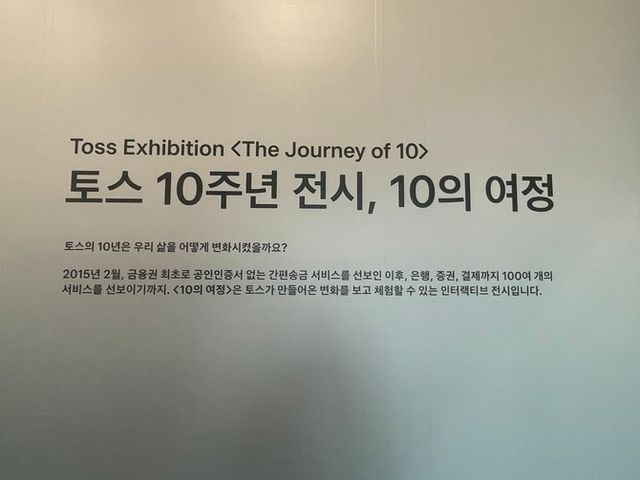 Toss Exhibition <The Journey of 10>
토스 10주년 전시, 10의 여정
토스의 10년은 우리 삶을 어떻게 변화시켰을까요?
2015년 2월, 금융권 최초로 공인인증서 없는 간편송금 서비스를 선보인 이후, 은행, 증권, 결제까지 100여 개의
서비스를 선보이기까지. <10의 여정>은 토스가 만들어온 변화를 보고 체험할 수 있는 인터랙티브 전시입니다.